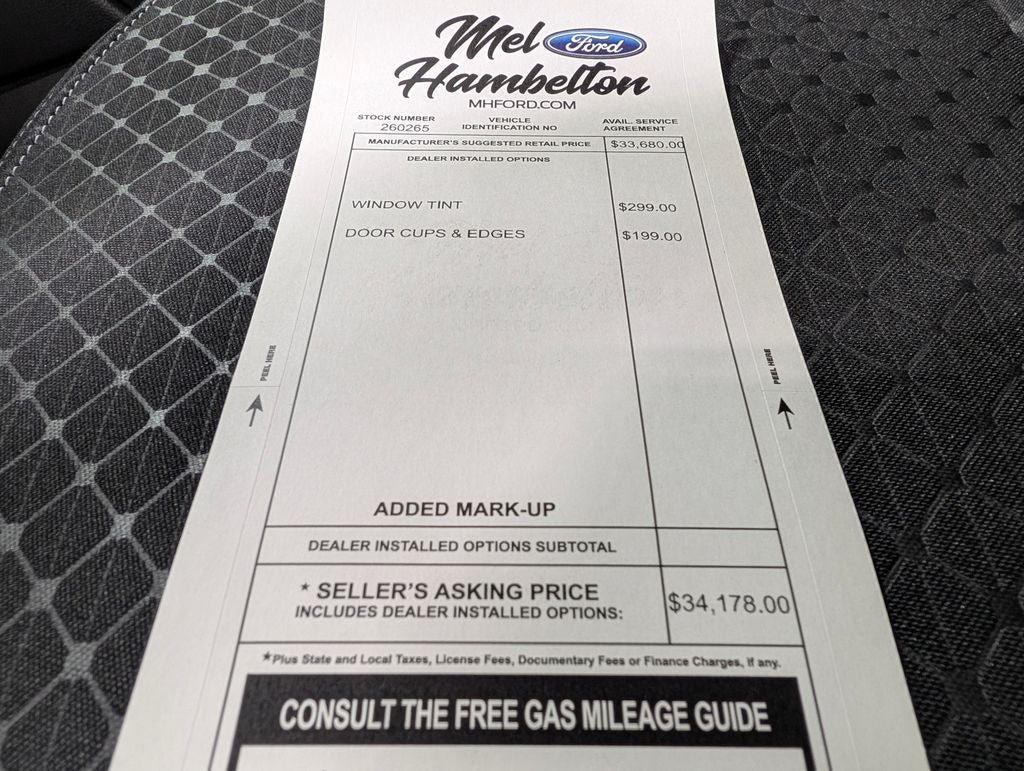 Mel Ford
Hambelton
MHFORD.COM
STOCK NUMBER VEHICLE AVAIL. SERVICE
260265 IDENTIFICATION NO AGREEMENT
MANUFACTURER'S SUGGESTED RETAIL PRICE $33,680.00
DEALER INSTALLED OPTIONS
WINDOW TINT $299.00
DOOR CUPS & EDGES $199.00
PEEL HERE PEEL HERE
ADDED MARK-UP
DEALER INSTALLED OPTIONS SUBTOTAL
* SELLER'S ASKING PRICE
INCLUDES DEALER INSTALLED OPTIONS: $34,178.00
*Plus State and Local Taxes, License Fees, Documentary Fees or Finance Charges, if any.
CONSULT THE FREE GAS MILEAGE GUIDE